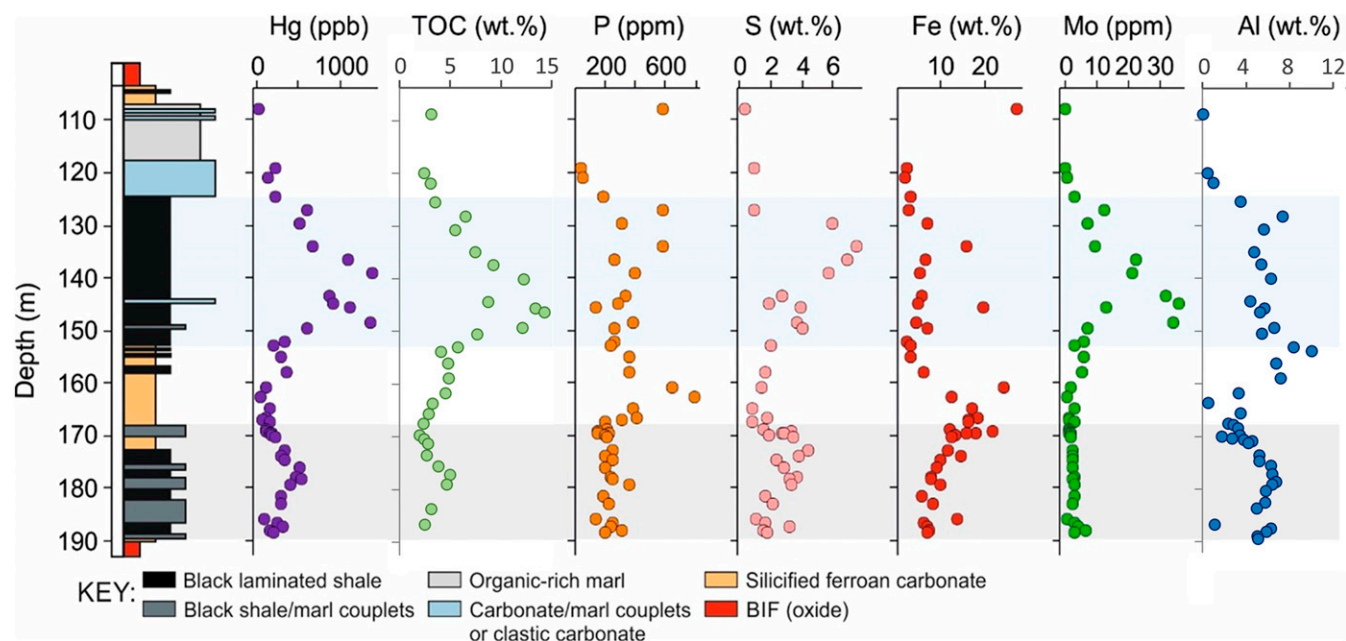 Hg (ppb) TOC (wt.%) P (ppm) S (wt.%) Fe (wt.%) Mo (ppm) Al (wt.%)
0 1000 0 5 10 15 200 600 0 2 4 6 10 20 0 10 20 30 0 4 8 12
110
120
130
140
150
160
170
180
190
Depth (m)
KEY:
Black laminated shale Organic-rich marl Silicified ferroan carbonate
Black shale/marl couplets Carbonate/marl couplets BIF (oxide)
or clastic carbonate